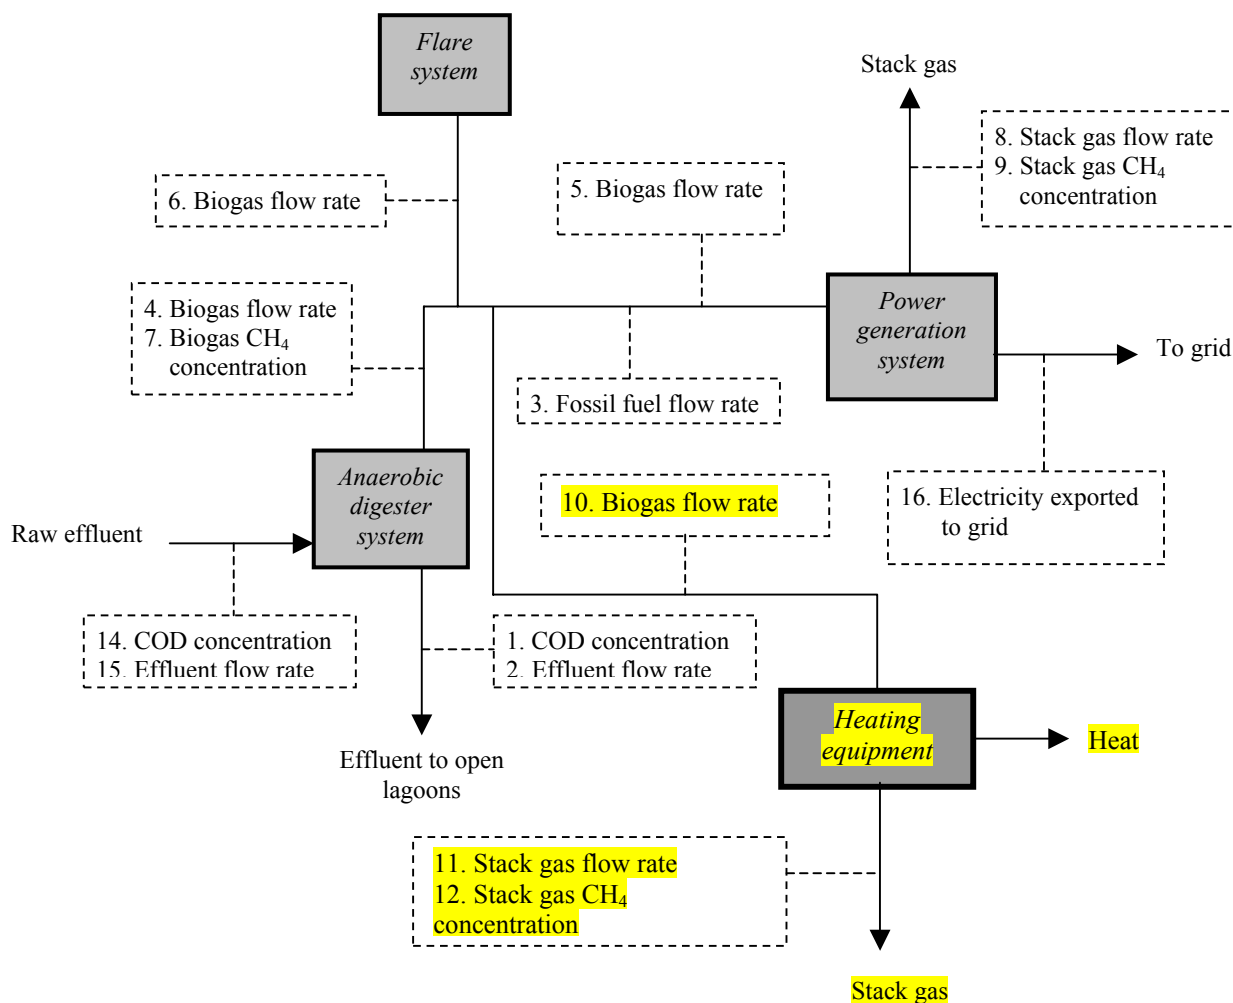 Flare
system
Stack gas
8. Stack gas flow rate
9. Stack gas CH₄
concentration
5. Biogas flow rate
6. Biogas flow rate
4. Biogas flow rate
7. Biogas CH₄
concentration
Power
generation
system
To grid
3. Fossil fuel flow rate
Anaerobic
digester
system
10. Biogas flow rate
16. Electricity exported
to grid
Raw effluent
14. COD concentration
15. Effluent flow rate
1. COD concentration
2. Effluent flow rate
Heating
equipment
Heat
Effluent to open
lagoons
11. Stack gas flow rate
12. Stack gas CH₄
concentration
Stack gas